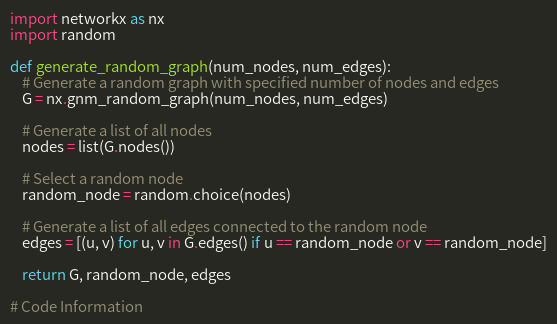 import networkx as nx
import random
def generate_random_graph(num_nodes, num_edges):
# Generate a random graph with specified number of nodes and edges
G = nx.gnm_random_graph(num_nodes, num_edges)
# Generate a list of all nodes
nodes = list(G.nodes())
# Select a random node
random_node = random.choice(nodes)
# Generate a list of all edges connected to the random node
edges = [(u, v) for u, v in G.edges() if u == random_node or v == random_node]
return G, random_node, edges
# Code Information